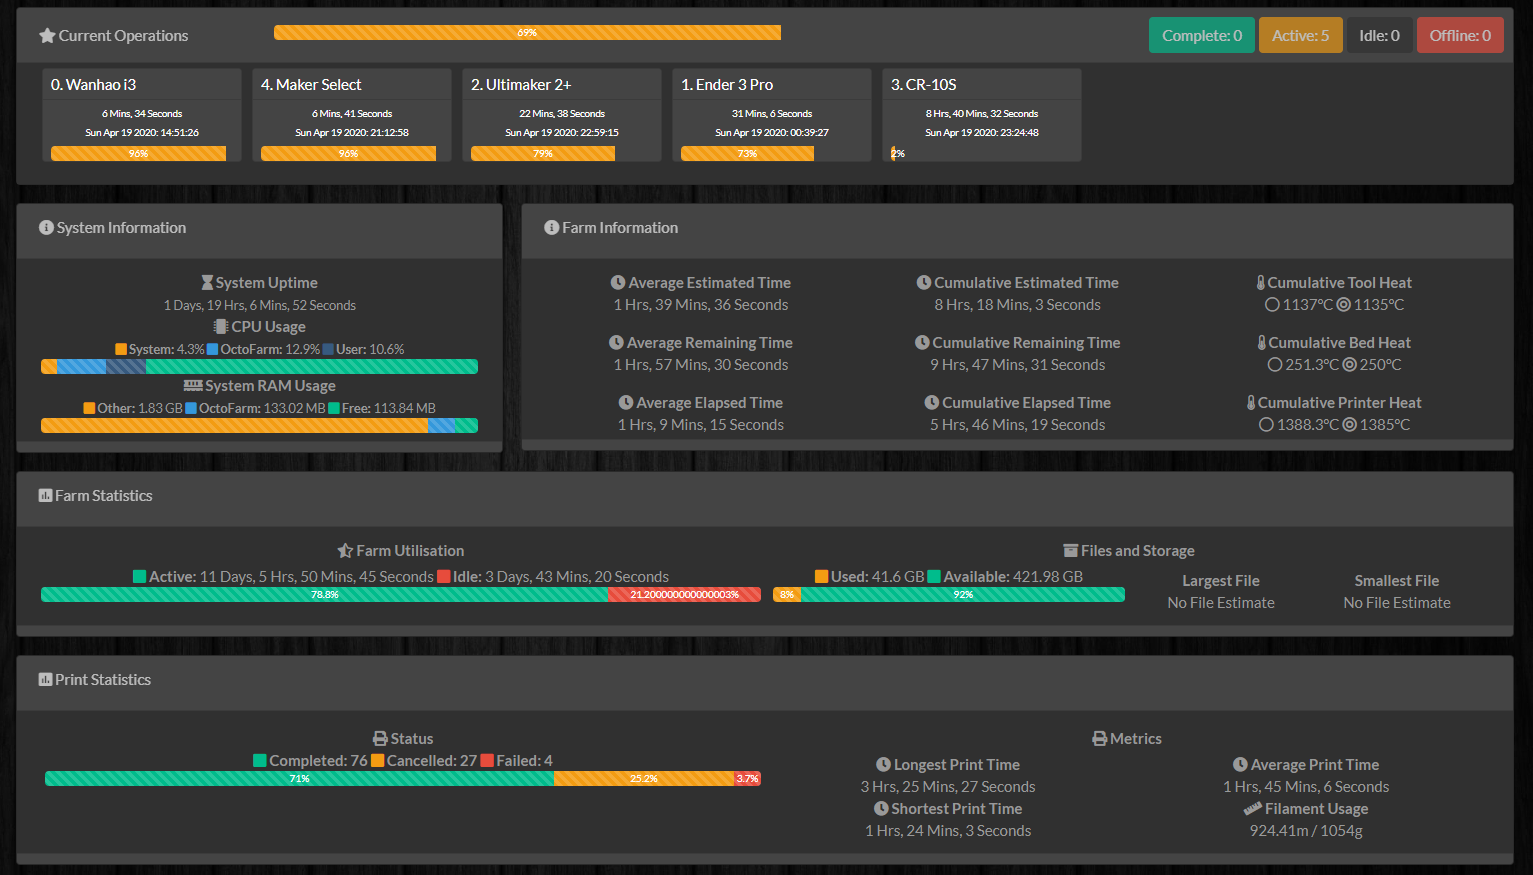 Current Operations
69%
Complete: 0 Active: 5 Idle: 0 Offline: 0
0. Wanhao i3
6 Mins, 34 Seconds
Sun Apr 19 2020: 14:51:26
96%
4. Maker Select
6 Mins, 41 Seconds
Sun Apr 19 2020: 21:12:58
96%
2. Ultimaker 2+
22 Mins, 38 Seconds
Sun Apr 19 2020: 22:59:15
79%
1. Ender 3 Pro
31 Mins, 6 Seconds
Sun Apr 19 2020: 00:39:27
73%
3. CR-10S
8 Hrs, 40 Mins, 32 Seconds
Sun Apr 19 2020: 23:24:48
2%
System Information
System Uptime
1 Days, 19 Hrs, 6 Mins, 52 Seconds
CPU Usage
System: 4.3% OctoFarm: 12.9% User: 10.6%
System RAM Usage
Other: 1.83 GB OctoFarm: 133.02 MB Free: 113.84 MB
Farm Information
Average Estimated Time
1 Hrs, 39 Mins, 36 Seconds
Cumulative Estimated Time
8 Hrs, 18 Mins, 3 Seconds
Cumulative Tool Heat
1137°C 1135°C
Average Remaining Time
1 Hrs, 57 Mins, 30 Seconds
Cumulative Remaining Time
9 Hrs, 47 Mins, 31 Seconds
Cumulative Bed Heat
251.3°C 250°C
Average Elapsed Time
1 Hrs, 9 Mins, 15 Seconds
Cumulative Elapsed Time
5 Hrs, 46 Mins, 19 Seconds
Cumulative Printer Heat
1388.3°C 1385°C
Farm Statistics
Farm Utilisation
Active: 11 Days, 5 Hrs, 50 Mins, 45 Seconds Idle: 3 Days, 43 Mins, 20 Seconds
78.8% 21.200000000000003%
Files and Storage
Used: 41.6 GB Available: 421.98 GB
8% 92%
Largest File
No File Estimate
Smallest File
No File Estimate
Print Statistics
Status
Completed: 76 Cancelled: 27 Failed: 4
71% 25.2% 3.7%
Metrics
Longest Print Time
3 Hrs, 25 Mins, 27 Seconds
Average Print Time
1 Hrs, 45 Mins, 6 Seconds
Shortest Print Time
1 Hrs, 24 Mins, 3 Seconds
Filament Usage
924.41m / 1054g